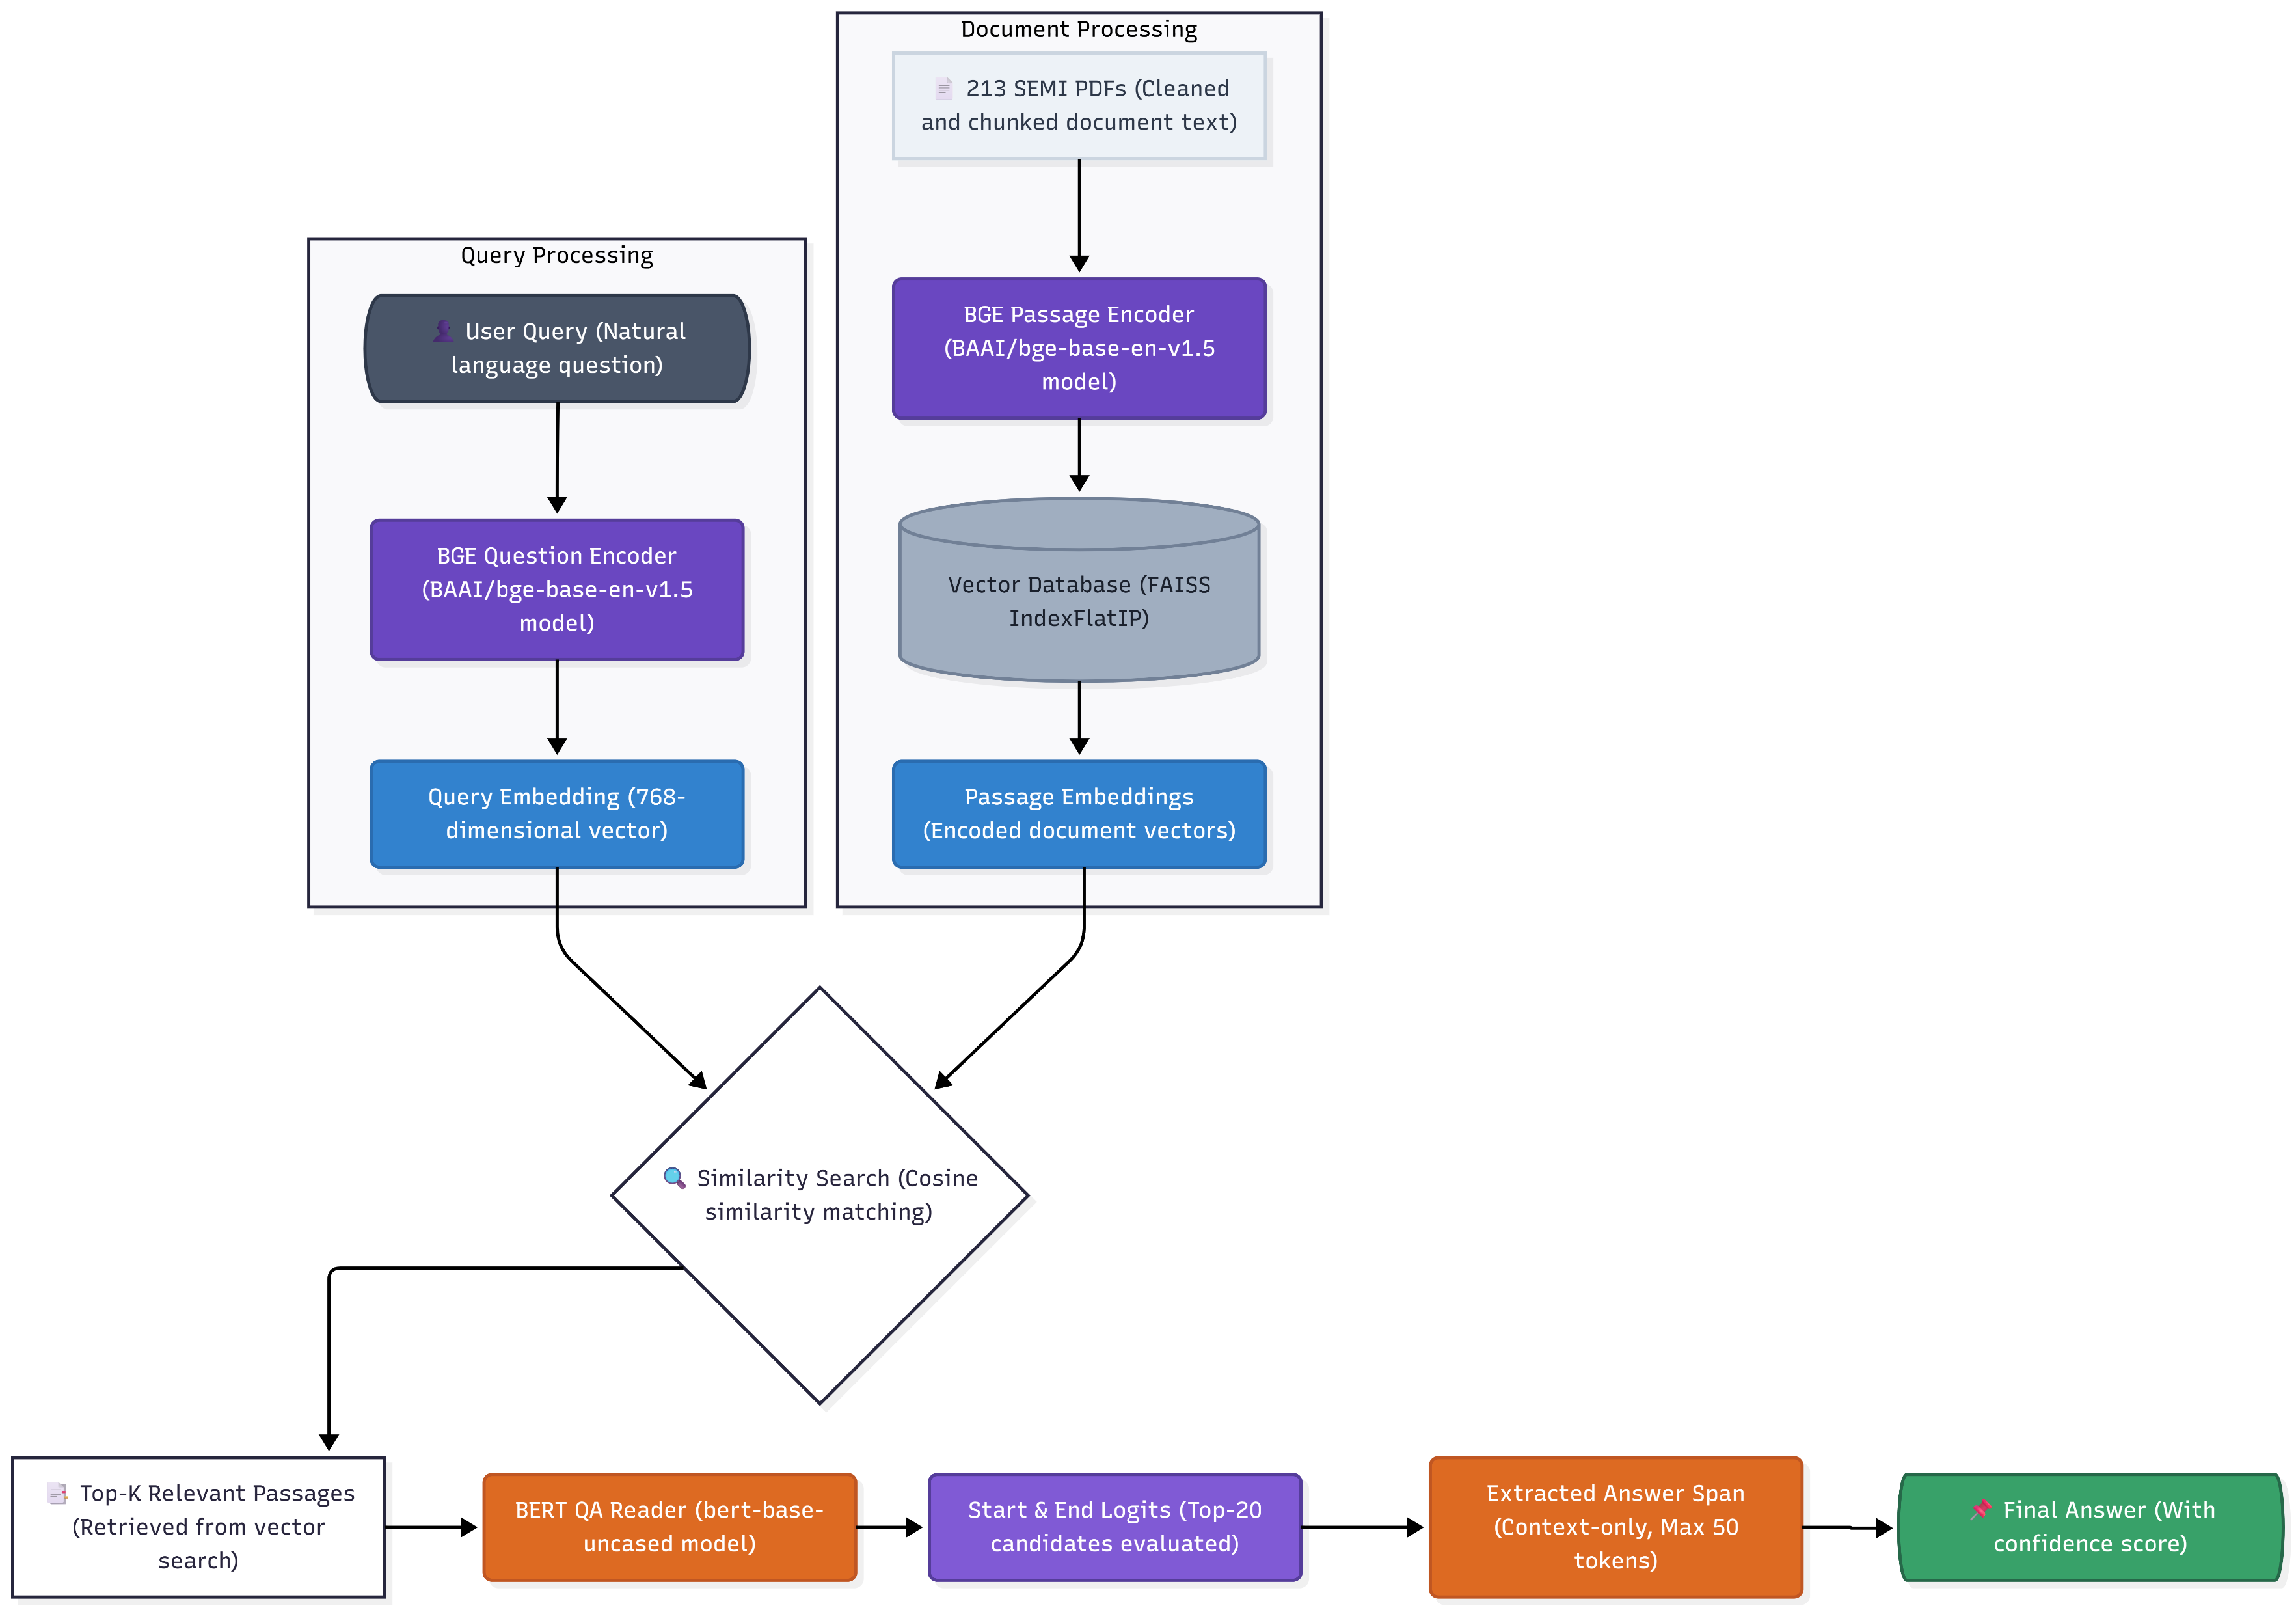 Document Processing
213 SEMI PDFs (Cleaned
and chunked document text)
Query Processing
User Query (Natural
language question)
BGE Passage Encoder
(BAAI/bge-base-en-v1.5
model)
BGE Question Encoder
(BAAI/bge-base-en-v1.5
model)
Vector Database (FAISS
IndexFlatIP)
Query Embedding (768-
dimensional vector)
Passage Embeddings
(Encoded document vectors)
Similarity Search (Cosine
similarity matching)
Top-K Relevant Passages
(Retrieved from vector
search)
BERT QA Reader (bert-base-
uncased model)
Start & End Logits (Top-20
candidates evaluated)
Extracted Answer Span
(Context-only, Max 50
tokens)
Final Answer (With
confidence score)